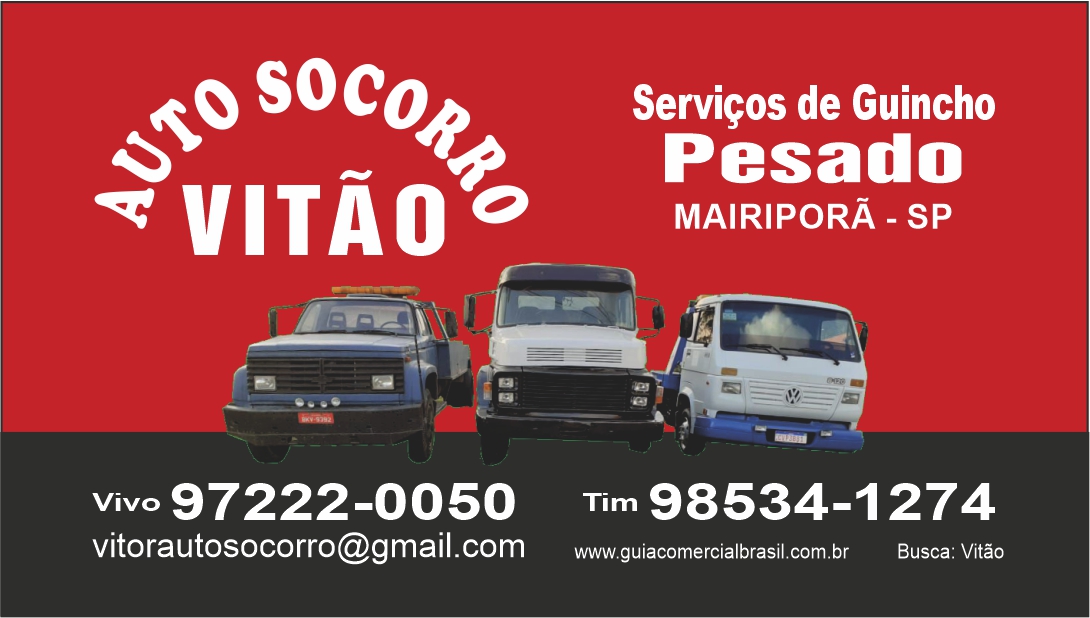 AUTO SOCORRO
VITÃO
Serviços de Guincho
Pesado
MAIRIPORÃ - SP
Vivo 97222-0050
Tim 98534-1274
vitorautosocorro@gmail.com
www.guiacomercialbrasil.com.br Busca: Vitão